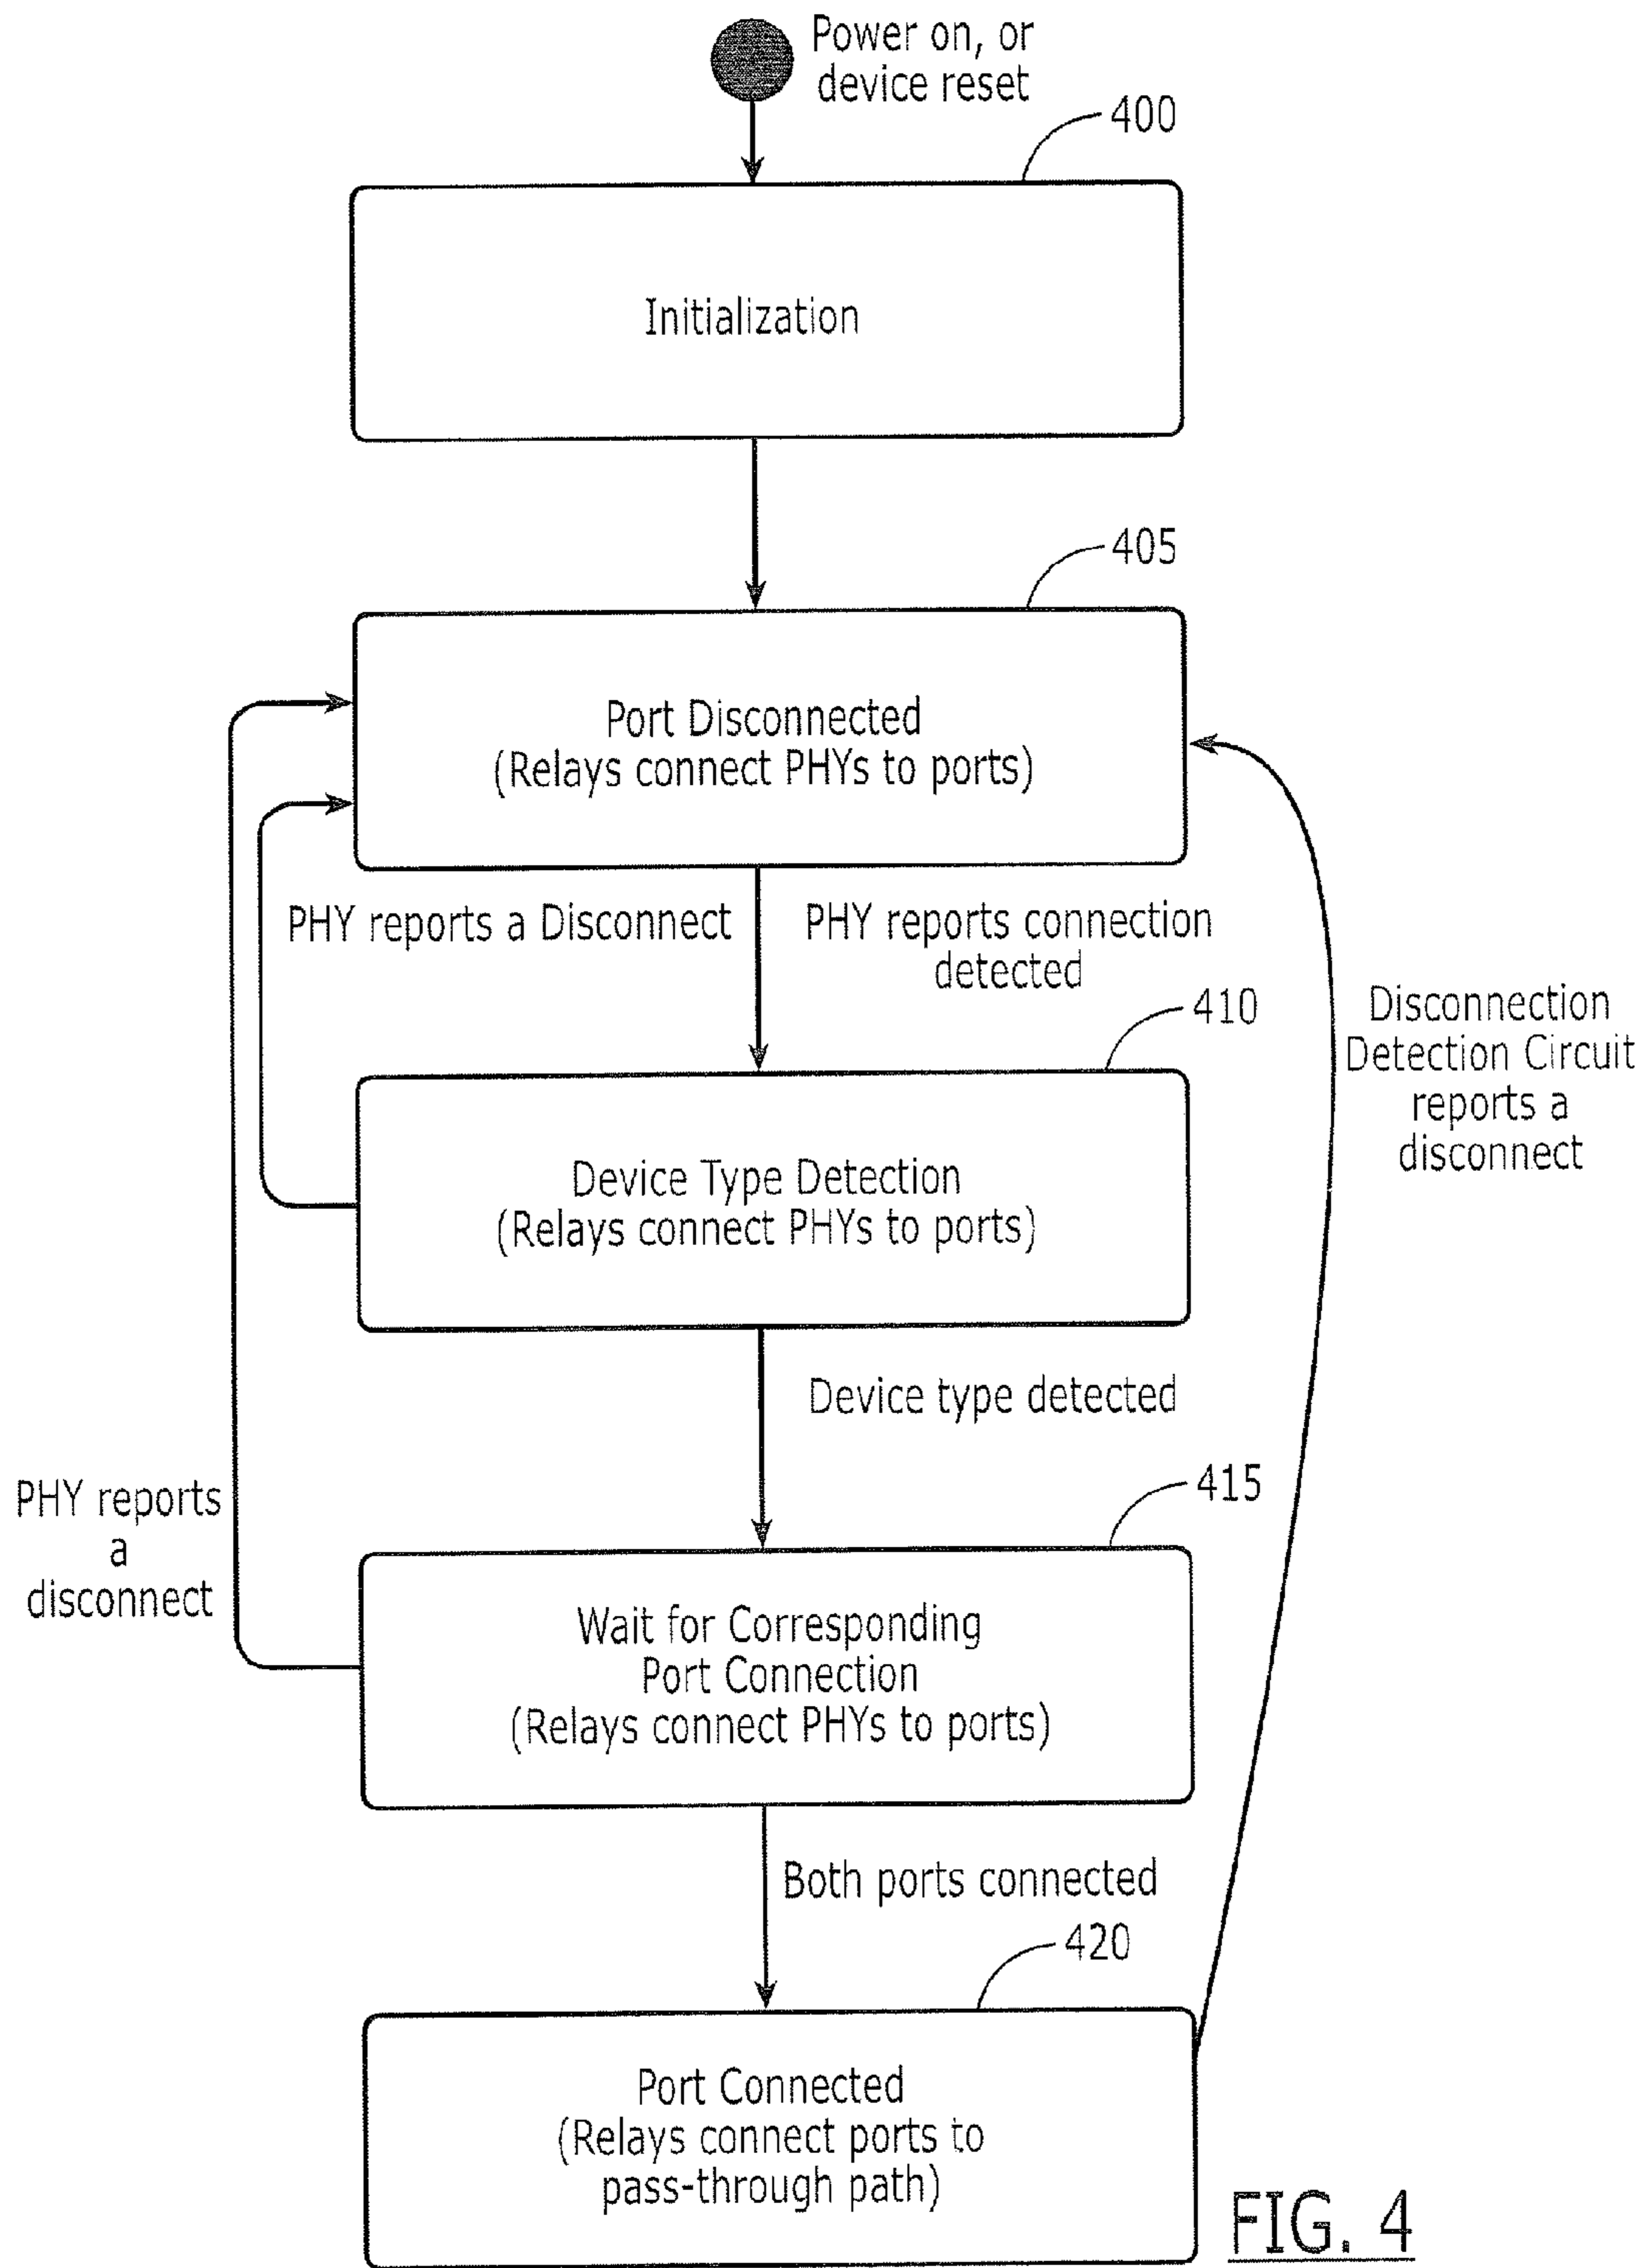 Power on, or
device reset
400
Initialization
405
Port Disconnected
(Relays connect PHYs to ports)
PHY reports a Disconnect
PHY reports connection
detected
410
Disconnection
Detection Circuit
reports a
disconnect
Device Type Detection
(Relays connect PHYs to ports)
Device type detected
415
PHY reports
a
disconnect
Wait for Corresponding
Port Connection
(Relays connect PHYs to ports)
Both ports connected
420
Port Connected
(Relays connect ports to
pass-through path)
FIG. 4